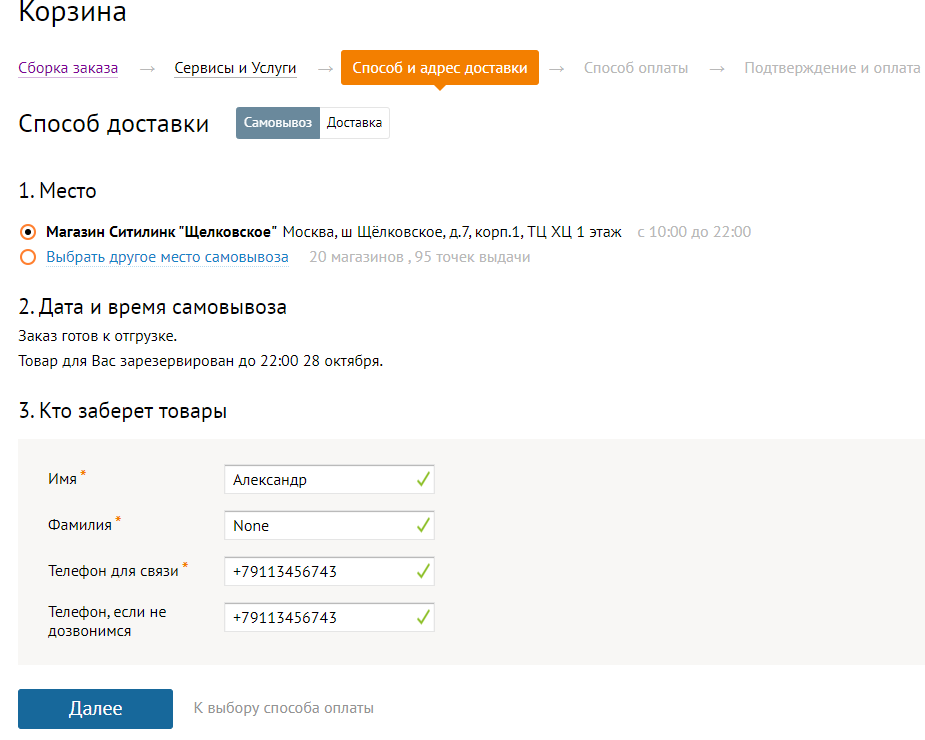 Корзина
Сборка заказа → Сервисы и Услуги → Способ и адрес доставки → Способ оплаты → Подтверждение и оплата
Способ доставки Самовывоз Доставка
1. Место
Магазин Ситилинк "Щелковское" Москва, ш Щёлковское, д.7, корп.1, ТЦ ХЦ 1 этаж с 10:00 до 22:00
Выбрать другое место самовывоза 20 магазинов , 95 точек выдачи
2. Дата и время самовывоза
Заказ готов к отгрузке.
Товар для Вас зарезервирован до 22:00 28 октября.
3. Кто заберет товары
Имя * Александр
Фамилия * None
Телефон для связи * +79113456743
Телефон, если не
дозвонимся +79113456743
Далее К выбору способа оплаты